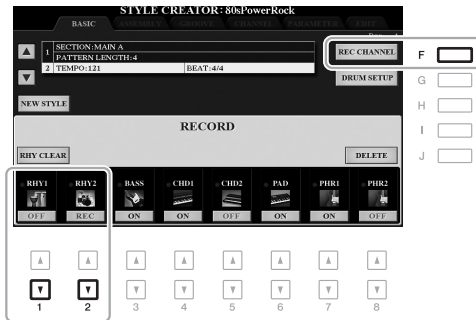 STYLE CREATOR:80sPowerRock
BASIC ASSEMBLY GROOVE CHANNEL PARAMETER EDIT
1 SECTION:MAIN A
PATTERN LENGTH:4
2 TEMPO:121 BEAT:4/4
REC CHANNEL
DRUM SETUP
NEW STYLE
RECORD
RHY CLEAR DELETE
RHY1 RHY2 BASS CHD1 CHD2 PAD PHR1 PHR2
OFF REC ON ON OFF ON ON OFF
F
G
H
I
J
1 2 3 4 5 6 7 8